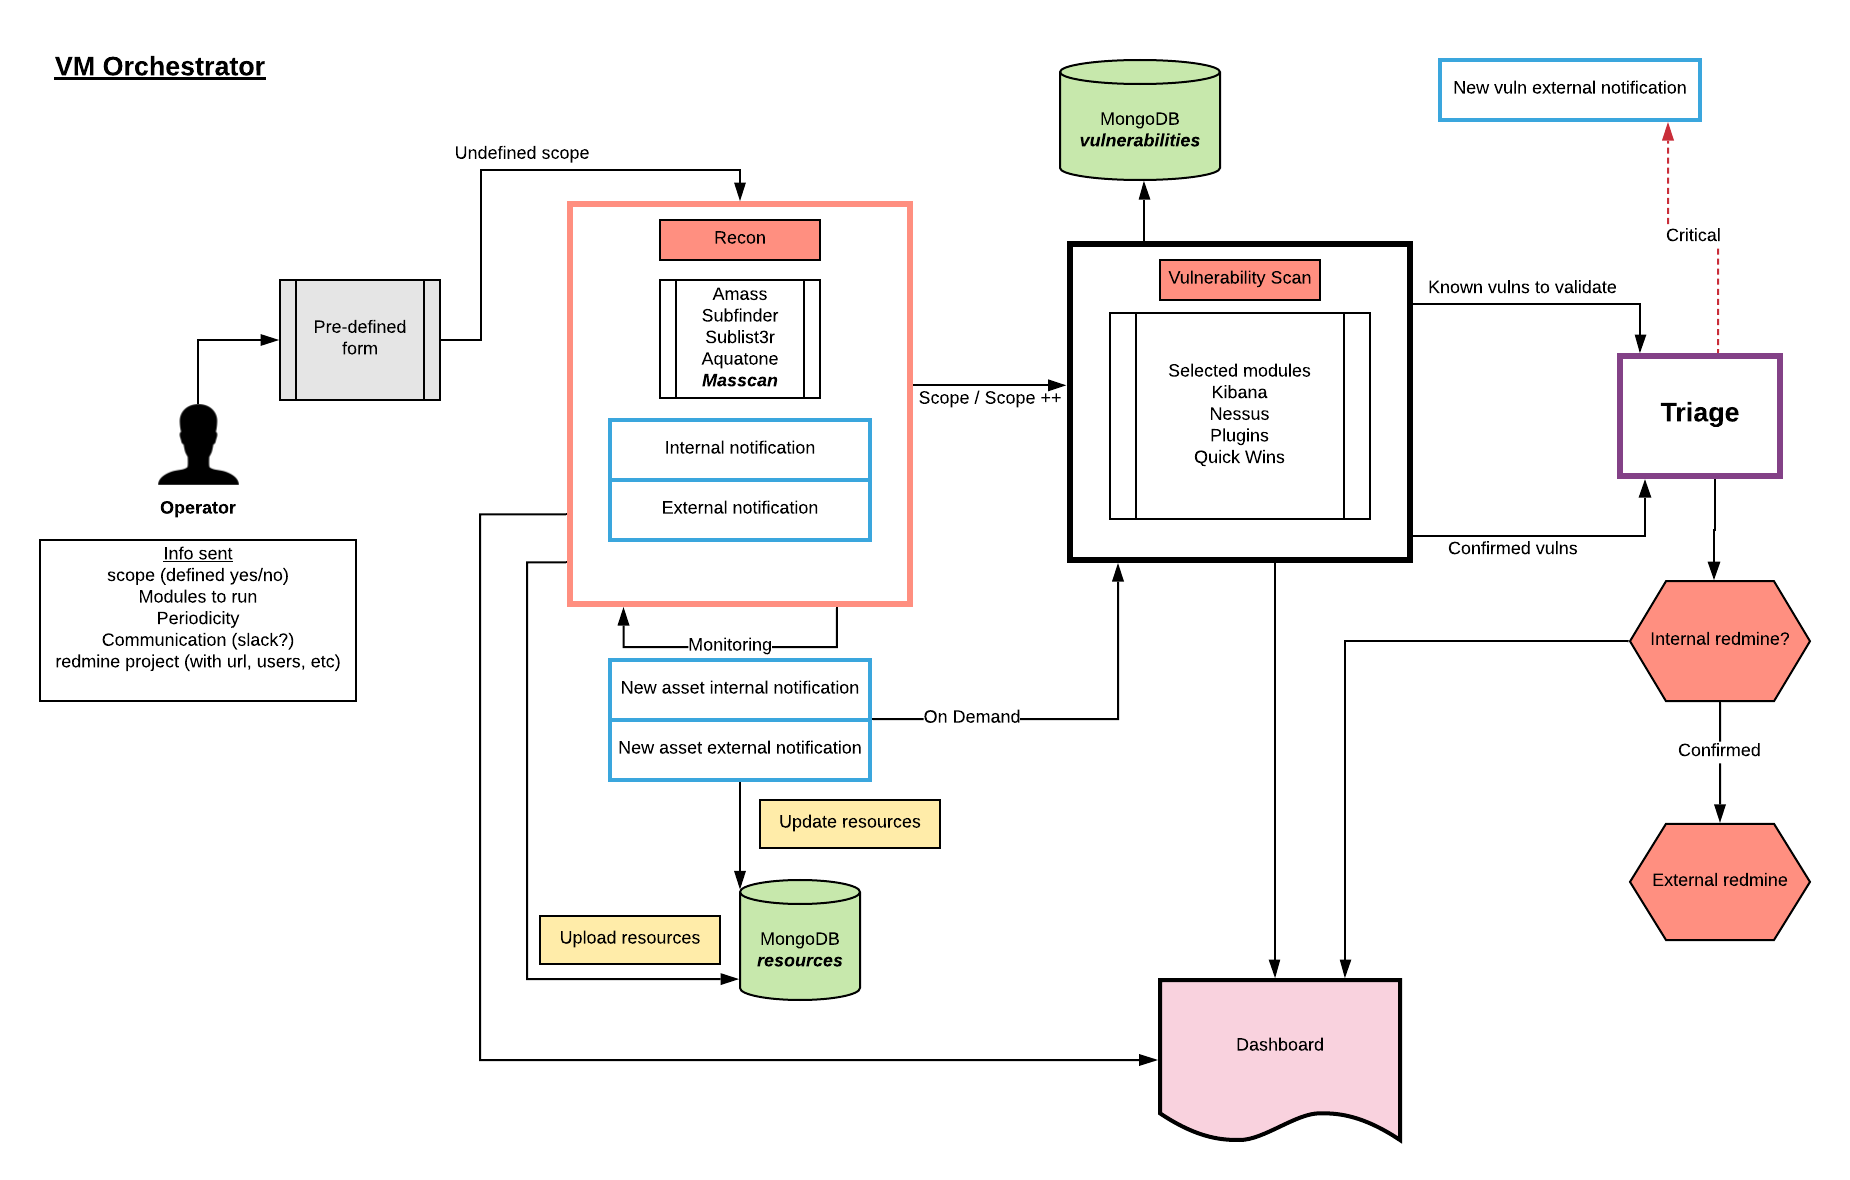 VM Orchestrator
Undefined scope
Pre-defined
form
Operator
Info sent
scope (defined yes/no)
Modules to run
Periodicity
Communication (slack?)
redmine project (with url, users, etc)
Recon
Amass
Subfinder
Sublist3r
Aquatone
Masscan
Internal notification
External notification
Monitoring
New asset internal notification
New asset external notification
On Demand
Update resources
Upload resources
MongoDB
resources
Scope / Scope ++
MongoDB
vulnerabilities
Vulnerability Scan
Selected modules
Kibana
Nessus
Plugins
Quick Wins
New vuln external notification
Critical
Known vulns to validate
Triage
Confirmed vulns
Internal redmine?
Confirmed
External redmine
Dashboard